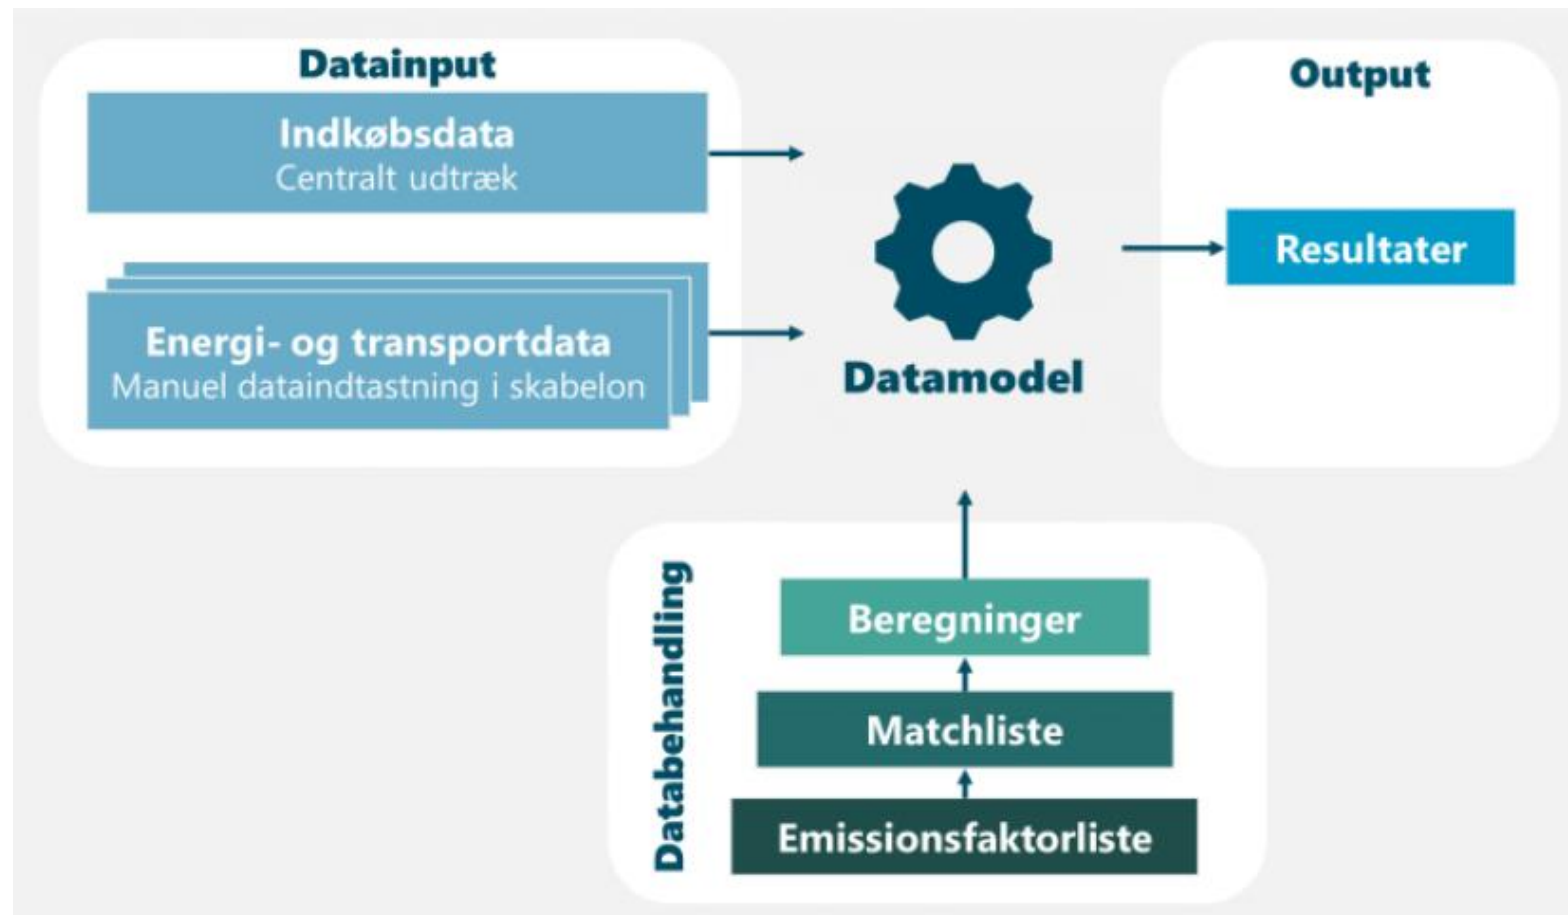 Datainput
Indkøbsdata
Centralt udtræk
Energi- og transportdata
Manuel dataindtastning i skabelon
Datamodel
Output
Resultater
Databehandling
Beregninger
Matchliste
Emissionsfaktorliste